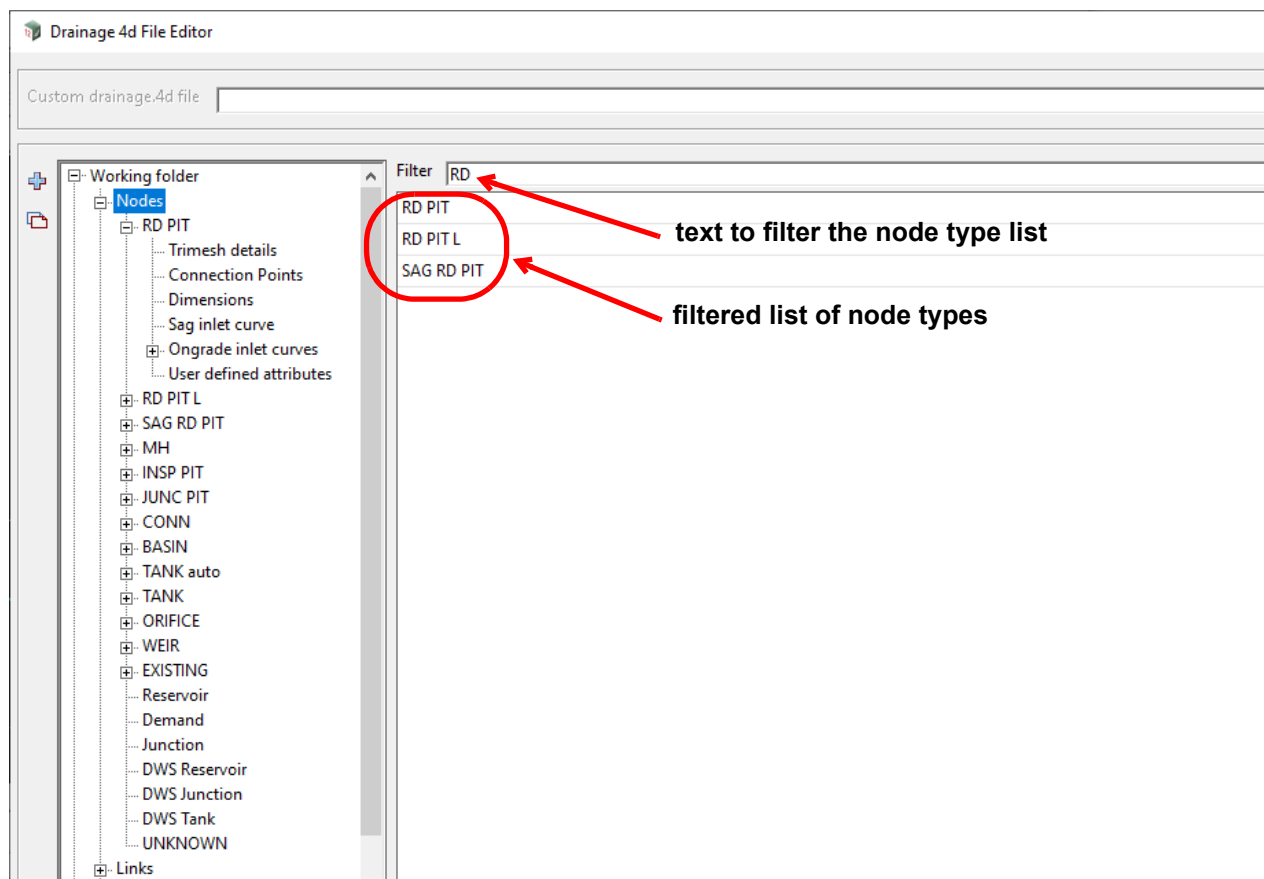 Drainage 4d File Editor
Custom drainage.4d file
Working folder
Nodes
RD PIT
Trimesh details
Connection Points
Dimensions
Sag inlet curve
Ongrade inlet curves
User defined attributes
RD PIT L
SAG RD PIT
MH
INSP PIT
JUNC PIT
CONN
BASIN
TANK auto
TANK
ORIFICE
WEIR
EXISTING
Reservoir
Demand
Junction
DWS Reservoir
DWS Junction
DWS Tank
UNKNOWN
Links
Filter RD
RD PIT
RD PIT L
SAG RD PIT
text to filter the node type list
filtered list of node types